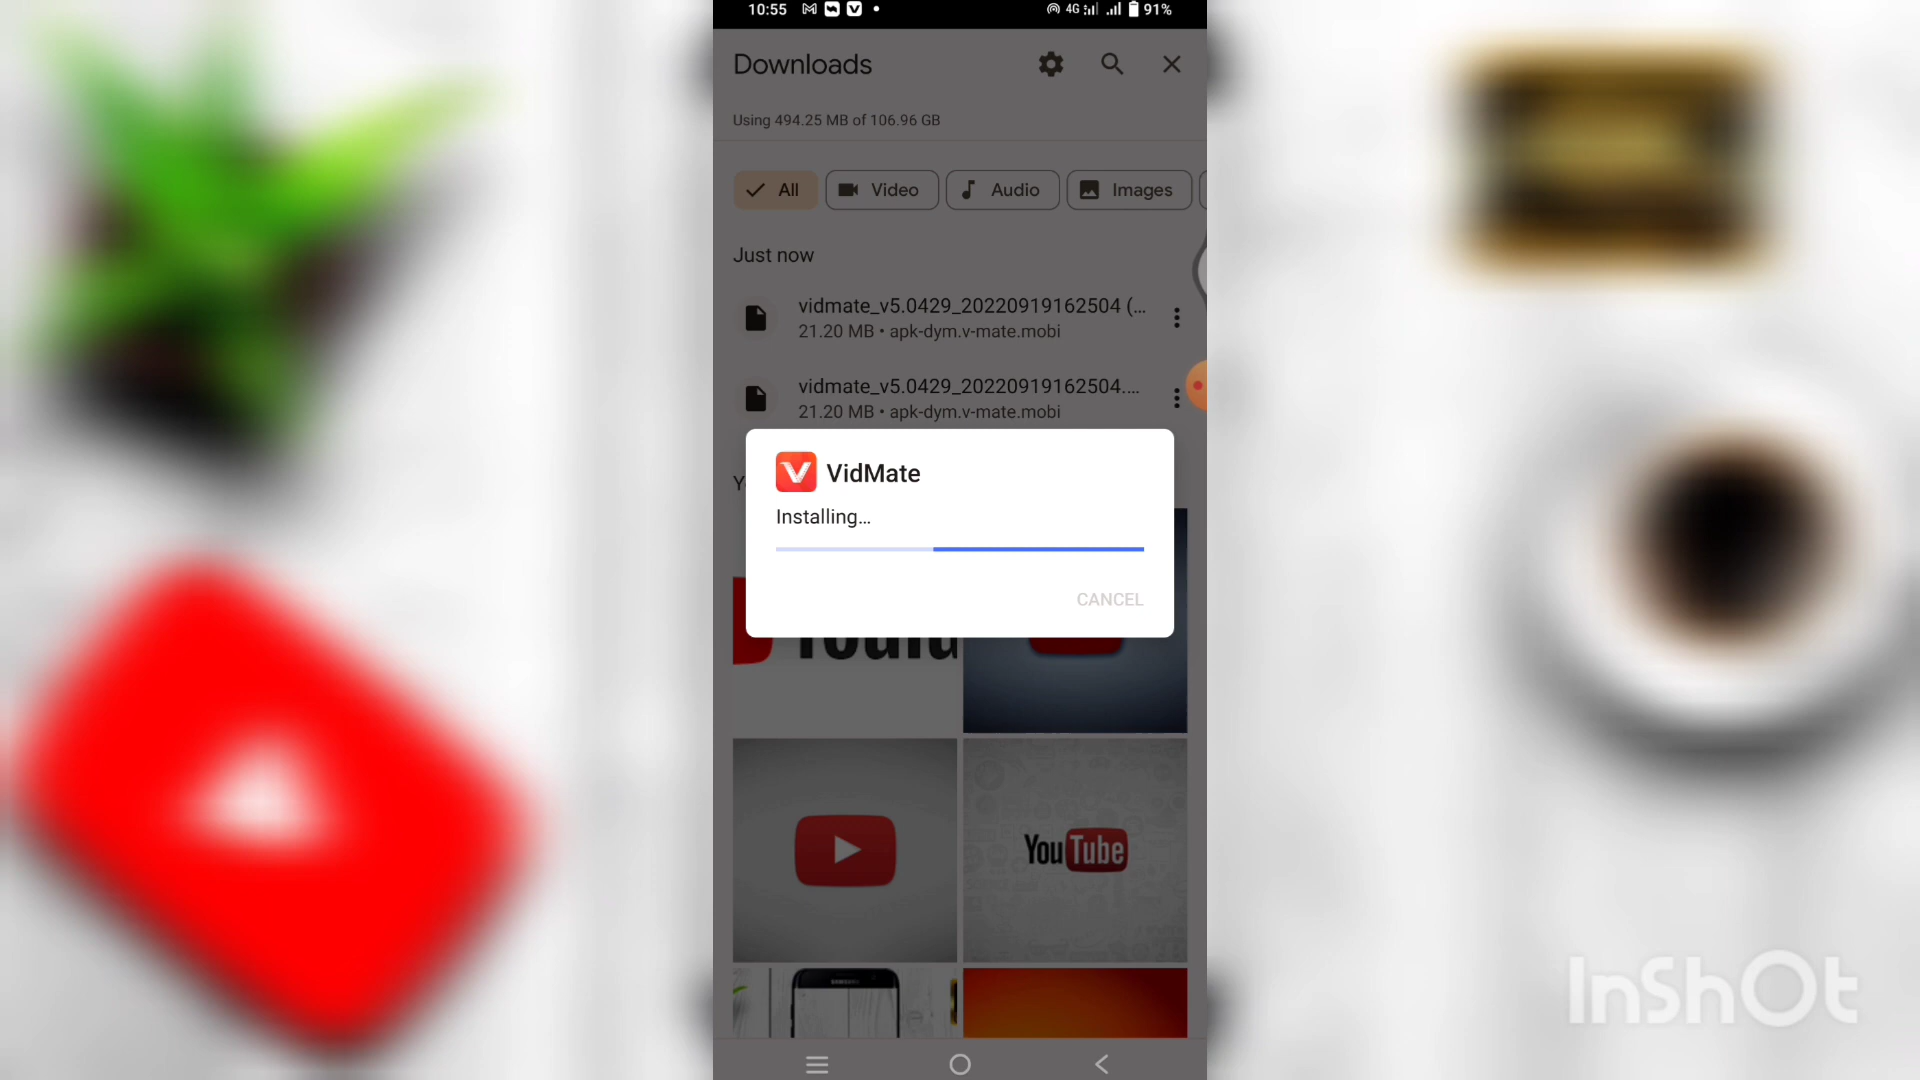 10:55 4G 91%
Downloads
Using 494.25 MB of 106.96 GB
All Video Audio Images
Just now
vidmate_v5.0429_20220919162504 (...
21.20 MB • apk-dym.v-mate.mobi
vidmate_v5.0429_20220919162504....
21.20 MB • apk-dym.v-mate.mobi
VidMate
Installing...
CANCEL
YouTube
SAMSUNG
InShOt